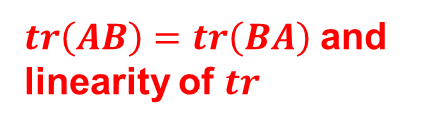 tr(AB) = tr(BA) and
linearity of tr